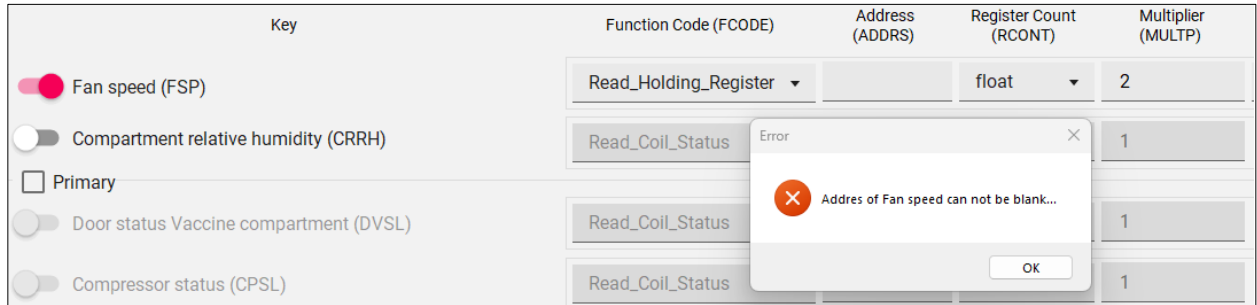 Key Function Code (FCODE) Address (ADDRS) Register Count (RCONT) Multiplier (MULTP)
Fan speed (FSP) Read_Holding_Register float 2
Compartment relative humidity (CRRH) Read_Coil_Status 1
Error
Addres of Fan speed can not be blank...
OK
Primary
Door status Vaccine compartment (DVSL) Read_Coil_Status 1
Compressor status (CPSL) Read_Coil_Status 1